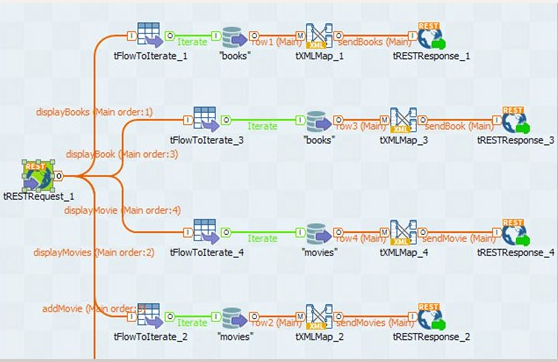 tFlowToIterate_1 Iterate "books" row1 (Main) tXMLMap_1 sendBooks (Main) tRESTResponse_1
displayBooks (Main order:1)
tFlowToIterate_3 Iterate "books" row3 (Main) tXMLMap_3 sendBook (Main) tRESTResponse_3
displayBook (Main order:3)
tRESTRequest_1
displayMovie (Main order:4)
tFlowToIterate_4 Iterate "movies" row4 (Main) tXMLMap_4 sendMovie (Main) tRESTResponse_4
displayMovies (Main order:2)
addMovie (Main order:
tFlowToIterate_2 Iterate "movies" row2 (Main) tXMLMap_2 sendMovies (Main) tRESTResponse_2